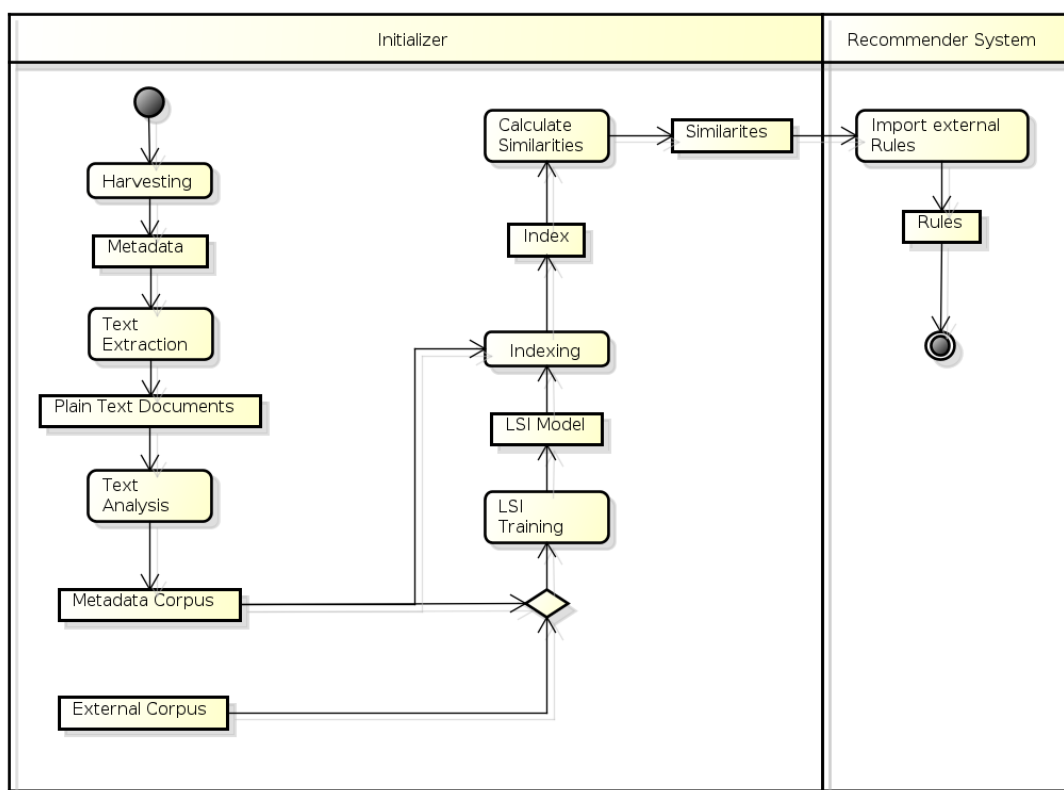 Initializer
Recommender System
Harvesting
Metadata
Text
Extraction
Plain Text Documents
Text
Analysis
Metadata Corpus
External Corpus
Calculate
Similarities
Similarites
Index
Indexing
LSI Model
LSI
Training
Import external
Rules
Rules